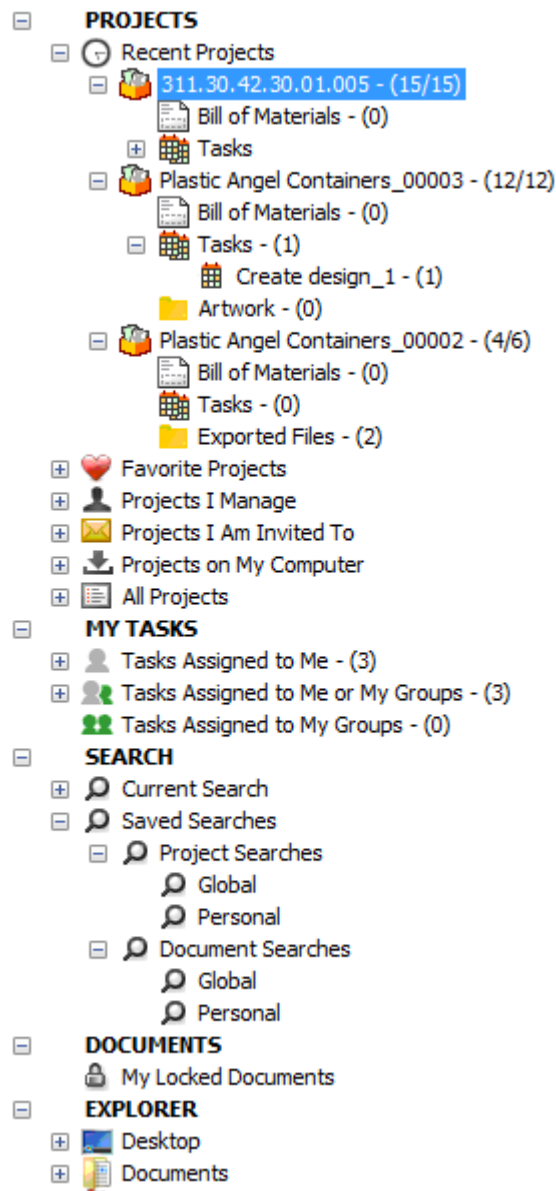 PROJECTS
Recent Projects
311.30.42.30.01.005 - (15/15)
Bill of Materials - (0)
Tasks
Plastic Angel Containers_00003 - (12/12)
Bill of Materials - (0)
Tasks - (1)
Create design_1 - (1)
Artwork - (0)
Plastic Angel Containers_00002 - (4/6)
Bill of Materials - (0)
Tasks - (0)
Exported Files - (2)
Favorite Projects
Projects I Manage
Projects I Am Invited To
Projects on My Computer
All Projects
MY TASKS
Tasks Assigned to Me - (3)
Tasks Assigned to Me or My Groups - (3)
Tasks Assigned to My Groups - (0)
SEARCH
Current Search
Saved Searches
Project Searches
Global
Personal
Document Searches
Global
Personal
DOCUMENTS
My Locked Documents
EXPLORER
Desktop
Documents